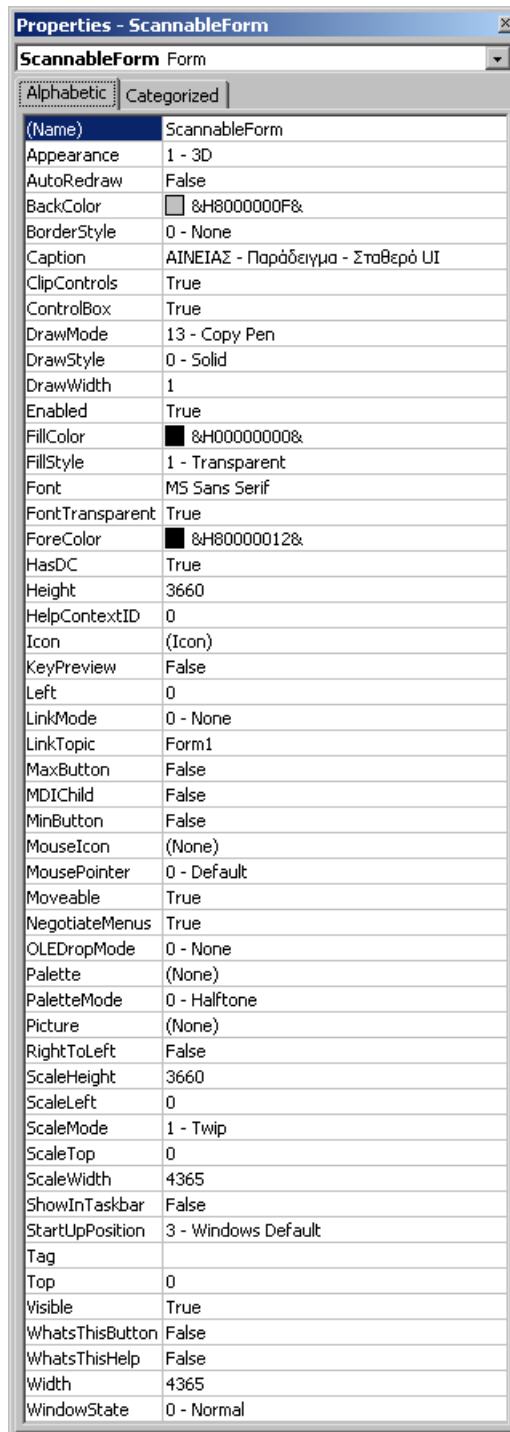 Properties - ScannableForm
ScannableForm Form
Alphabetic Categorized
(Name) ScannableForm
Appearance 1 - 3D
AutoRedraw False
BackColor &H8000000F&
BorderStyle 0 - None
Caption ΑΙΝΕΙΑΣ - Παράδειγμα - Σταθερό UI
ClipControls True
ControlBox True
DrawMode 13 - Copy Pen
DrawStyle 0 - Solid
DrawWidth 1
Enabled True
FillColor &H00000000&
FillStyle 1 - Transparent
Font MS Sans Serif
FontTransparent True
ForeColor &H80000012&
HasDC True
Height 3660
HelpContextID 0
Icon (Icon)
KeyPreview False
Left 0
LinkMode 0 - None
LinkTopic Form1
MaxButton False
MDIChild False
MinButton False
MouseIcon (None)
MousePointer 0 - Default
Moveable True
NegotiateMenus True
OLEDropMode 0 - None
Palette (None)
PaletteMode 0 - Halftone
Picture (None)
RightToLeft False
ScaleHeight 3660
ScaleLeft 0
ScaleMode 1 - Twip
ScaleTop 0
ScaleWidth 4365
ShowInTaskbar False
StartUpPosition 3 - Windows Default
Tag
Top 0
Visible True
WhatsThisButton False
WhatsThisHelp False
Width 4365
WindowState 0 - Normal